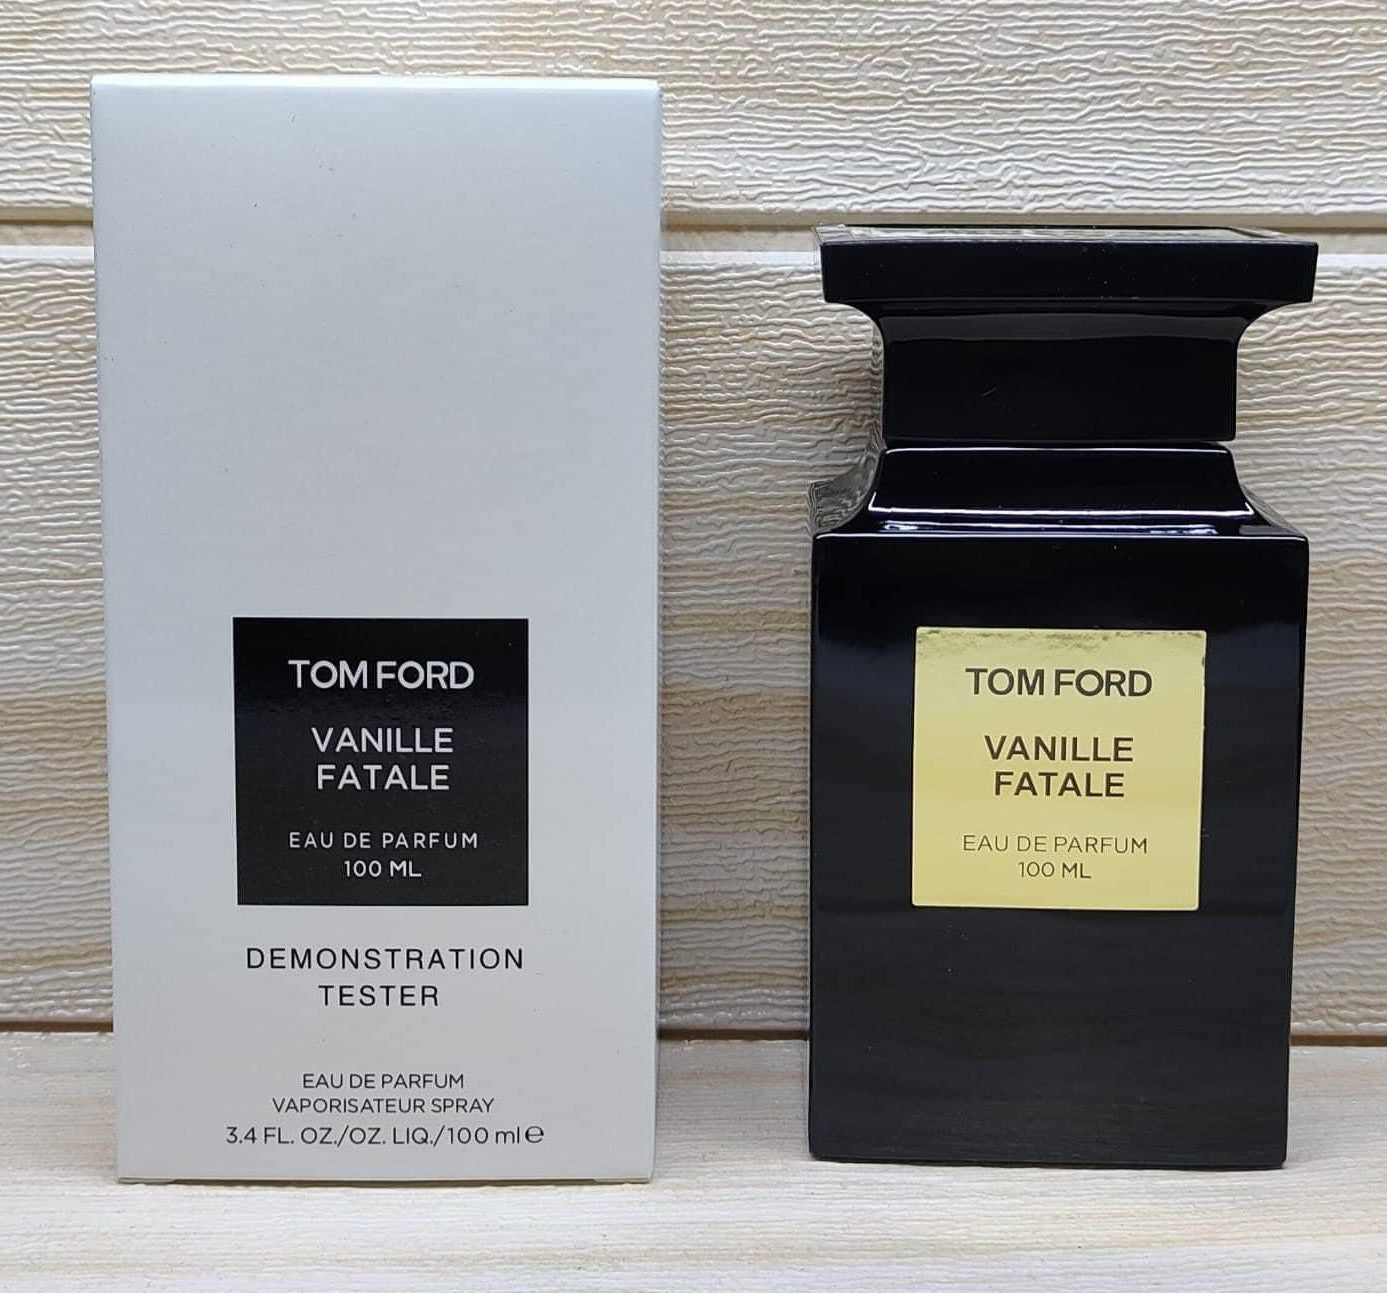 TOM FORD
VANILLE
FATALE
EAU DE PARFUM
100 ML
DEMONSTRATION
TESTER
EAU DE PARFUM
VAPORISATEUR SPRAY
3.4 FL. OZ./OZ. LIQ./100 ml ℮
TOM FORD
VANILLE
FATALE
EAU DE PARFUM
100 ML